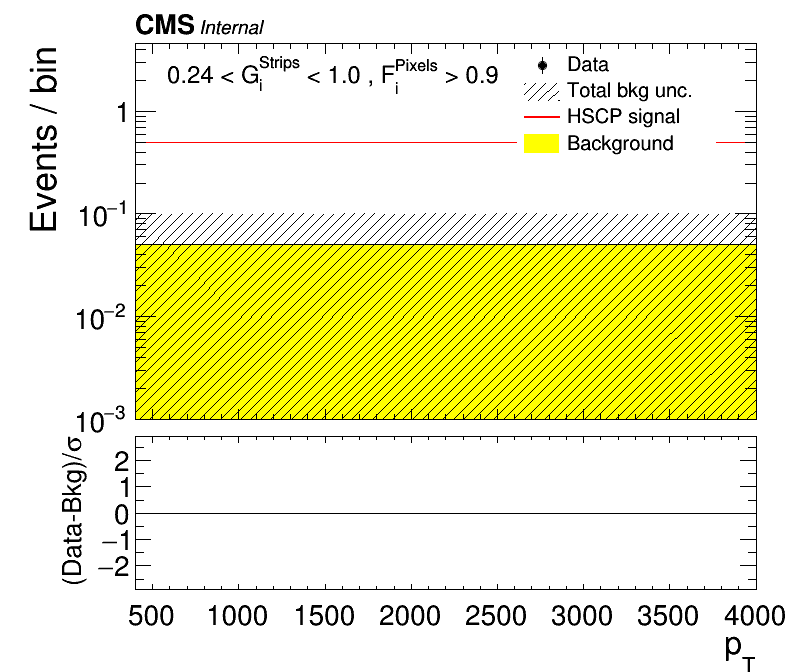 CMS Internal
0.24 < G_i^Strips < 1.0 , F_i^Pixels > 0.9
Data
Total bkg unc.
HSCP signal
Background
Events / bin
1
10^−1
10^−2
10^−3
(Data-Bkg)/σ
2
1
0
−1
−2
500 1000 1500 2000 2500 3000 3500 4000
p_T